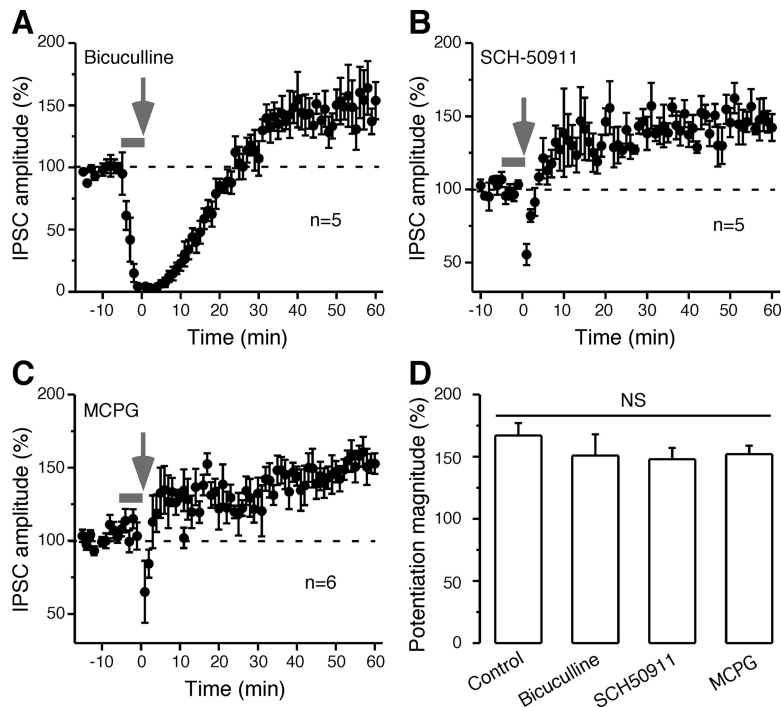 A
Bicuculline
IPSC amplitude (%)
200
150
100
50
0
n=5
-10 0 10 20 30 40 50 60
Time (min)
B
SCH-50911
IPSC amplitude (%)
200
150
100
50
n=5
-10 0 10 20 30 40 50 60
Time (min)
C
MCPG
IPSC amplitude (%)
200
150
100
50
n=6
-10 0 10 20 30 40 50 60
Time (min)
D
NS
Potentiation magnitude (%)
200
150
100
50
0
Control Bicuculline SCH50911 MCPG